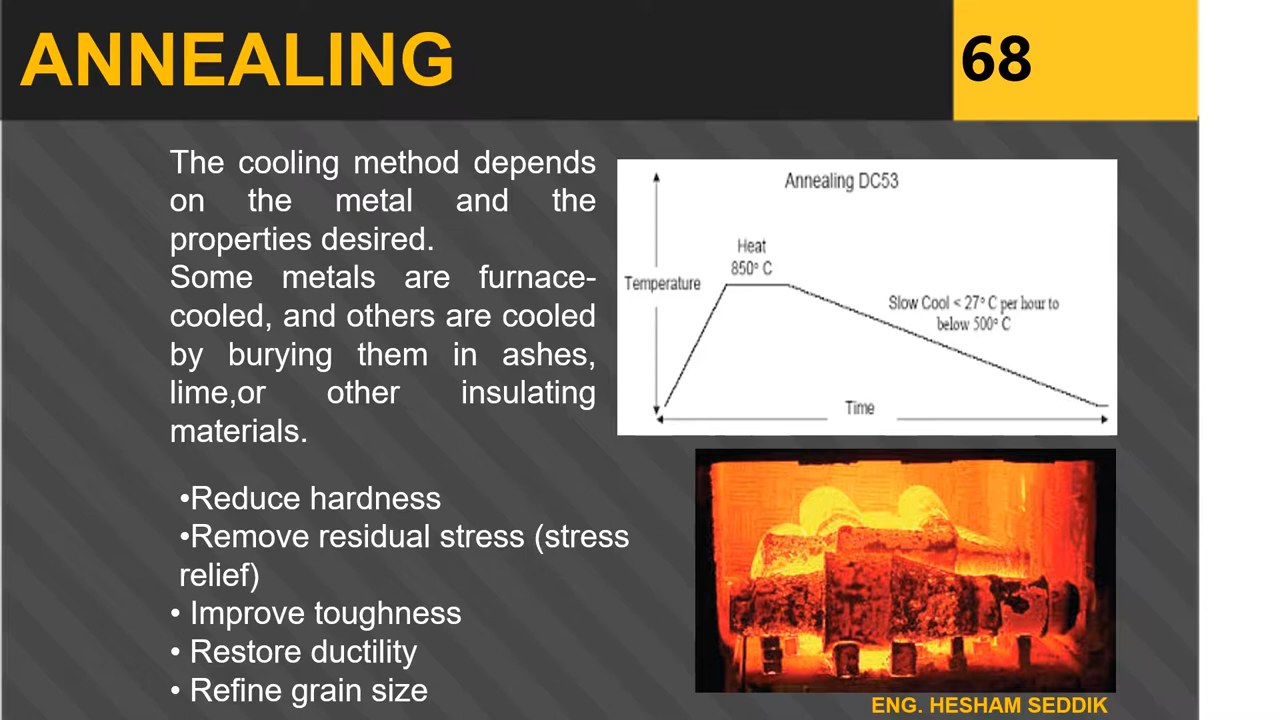 ANNEALING
68
The cooling method depends
on the metal and the
properties desired.
Some metals are furnace-
cooled, and others are cooled
by burying them in ashes,
lime,or other insulating
materials.
Annealing DC53
Heat
850° C
Temperature
Slow Cool < 27° C per hour to
below 500° C
Time
•Reduce hardness
•Remove residual stress (stress
relief)
• Improve toughness
• Restore ductility
• Refine grain size
ENG. HESHAM SEDDIK